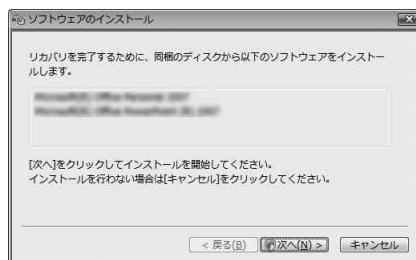 ソフトウェアのインストール
リカバリを完了するために、同梱のディスクから以下のソフトウェアをインストー
ルします。
[次へ]をクリックしてインストールを開始してください。
インストールを行わない場合は[キャンセル]をクリックしてください。
< 戻る(B)
次へ(N) >
キャンセル